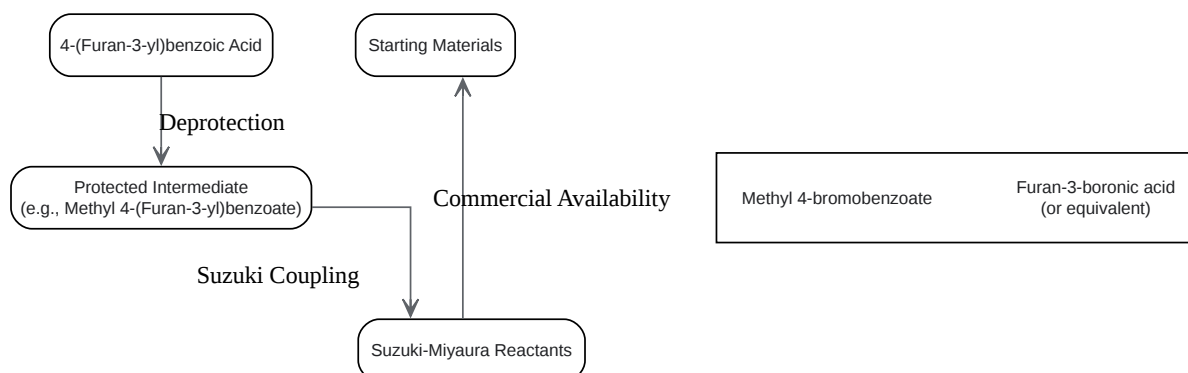 4-(Furan-3-yl)benzoic Acid
Starting Materials
Deprotection
Protected Intermediate
(e.g., Methyl 4-(Furan-3-yl)benzoate)
Commercial Availability
Methyl 4-bromobenzoate
Furan-3-boronic acid
(or equivalent)
Suzuki Coupling
Suzuki-Miyaura Reactants